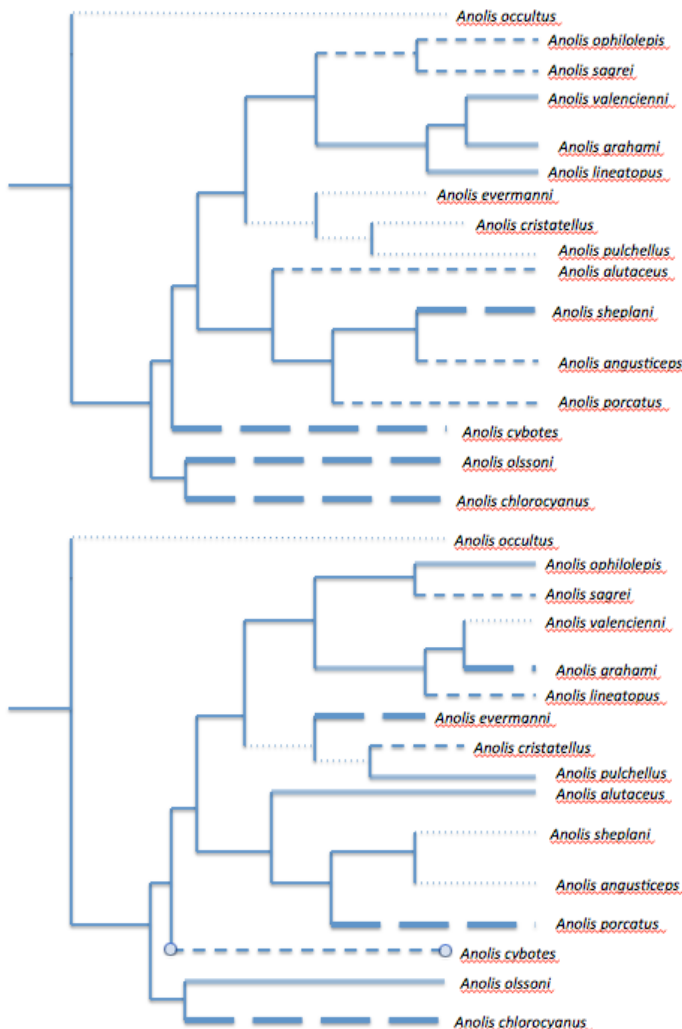 Anolis occultus
Anolis ophilolepis
Anolis sagrei
Anolis valencienni
Anolis grahami
Anolis lineatopus
Anolis evermanni
Anolis cristatellus
Anolis pulchellus
Anolis alutaceus
Anolis sheplani
Anolis angusticeps
Anolis porcatus
Anolis cybotes
Anolis olssoni
Anolis chlorocyanus
Anolis occultus
Anolis ophilolepis
Anolis sagrei
Anolis valencienni
Anolis grahami
Anolis lineatopus
Anolis evermanni
Anolis cristatellus
Anolis pulchellus
Anolis alutaceus
Anolis sheplani
Anolis angusticeps
Anolis porcatus
Anolis cybotes
Anolis olssoni
Anolis chlorocyanus